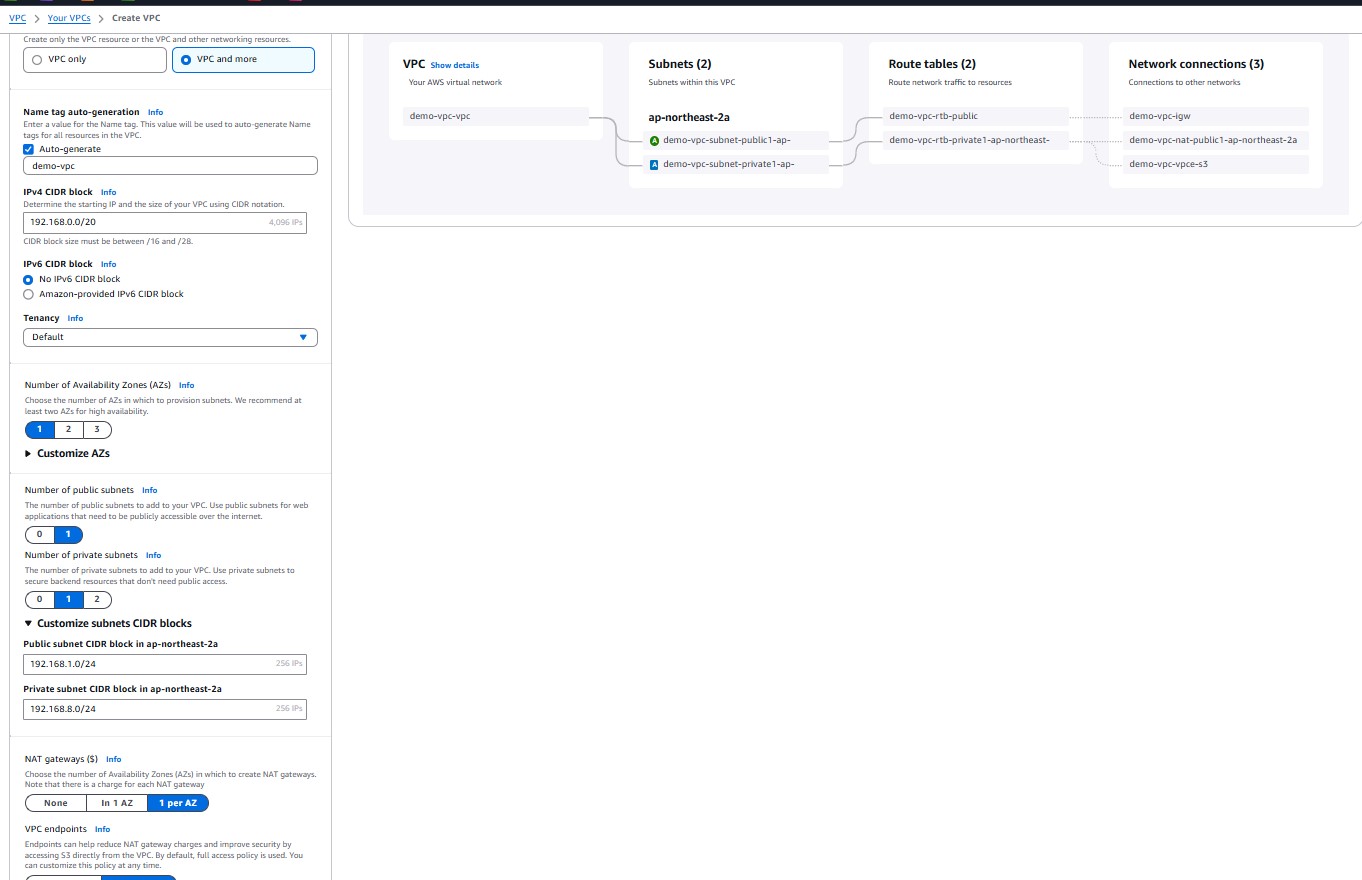 VPC > Your VPCs > Create VPC
Create only the VPC resource or the VPC and other networking resources.
VPC only
VPC and more
Name tag auto-generation Info
Enter a value for the Name tag. This value will be used to auto-generate Name
tags for all resources in the VPC.
Auto-generate
demo-vpc
IPv4 CIDR block Info
Determine the starting IP and the size of your VPC using CIDR notation.
192.168.0.0/20 4,096 IPs
CIDR block size must be between /16 and /28.
IPv6 CIDR block Info
No IPv6 CIDR block
Amazon-provided IPv6 CIDR block
Tenancy Info
Default
Number of Availability Zones (AZs) Info
Choose the number of AZs in which to provision subnets. We recommend at
least two AZs for high availability.
1 2 3
Customize AZs
Number of public subnets Info
The number of public subnets to add to your VPC. Use public subnets for web
applications that need to be publicly accessible over the internet.
0 1
Number of private subnets Info
The number of private subnets to add to your VPC. Use private subnets to
secure backend resources that don't need public access.
0 1 2
Customize subnets CIDR blocks
Public subnet CIDR block in ap-northeast-2a
192.168.1.0/24 256 IPs
Private subnet CIDR block in ap-northeast-2a
192.168.8.0/24 256 IPs
NAT gateways ($) Info
Choose the number of Availability Zones (AZs) in which to create NAT gateways.
Note that there is a charge for each NAT gateway
None In 1 AZ 1 per AZ
VPC endpoints Info
Endpoints can help reduce NAT gateway charges and improve security by
accessing S3 directly from the VPC. By default, full access policy is used. You
can customize this policy at any time.
VPC Show details
Your AWS virtual network
demo-vpc-vpc
Subnets (2)
Subnets within this VPC
ap-northeast-2a
A demo-vpc-subnet-public1-ap-
A demo-vpc-subnet-private1-ap-
Route tables (2)
Route network traffic to resources
demo-vpc-rtb-public
demo-vpc-rtb-private1-ap-northeast-
Network connections (3)
Connections to other networks
demo-vpc-igw
demo-vpc-nat-public1-ap-northeast-2a
demo-vpc-vpce-s3